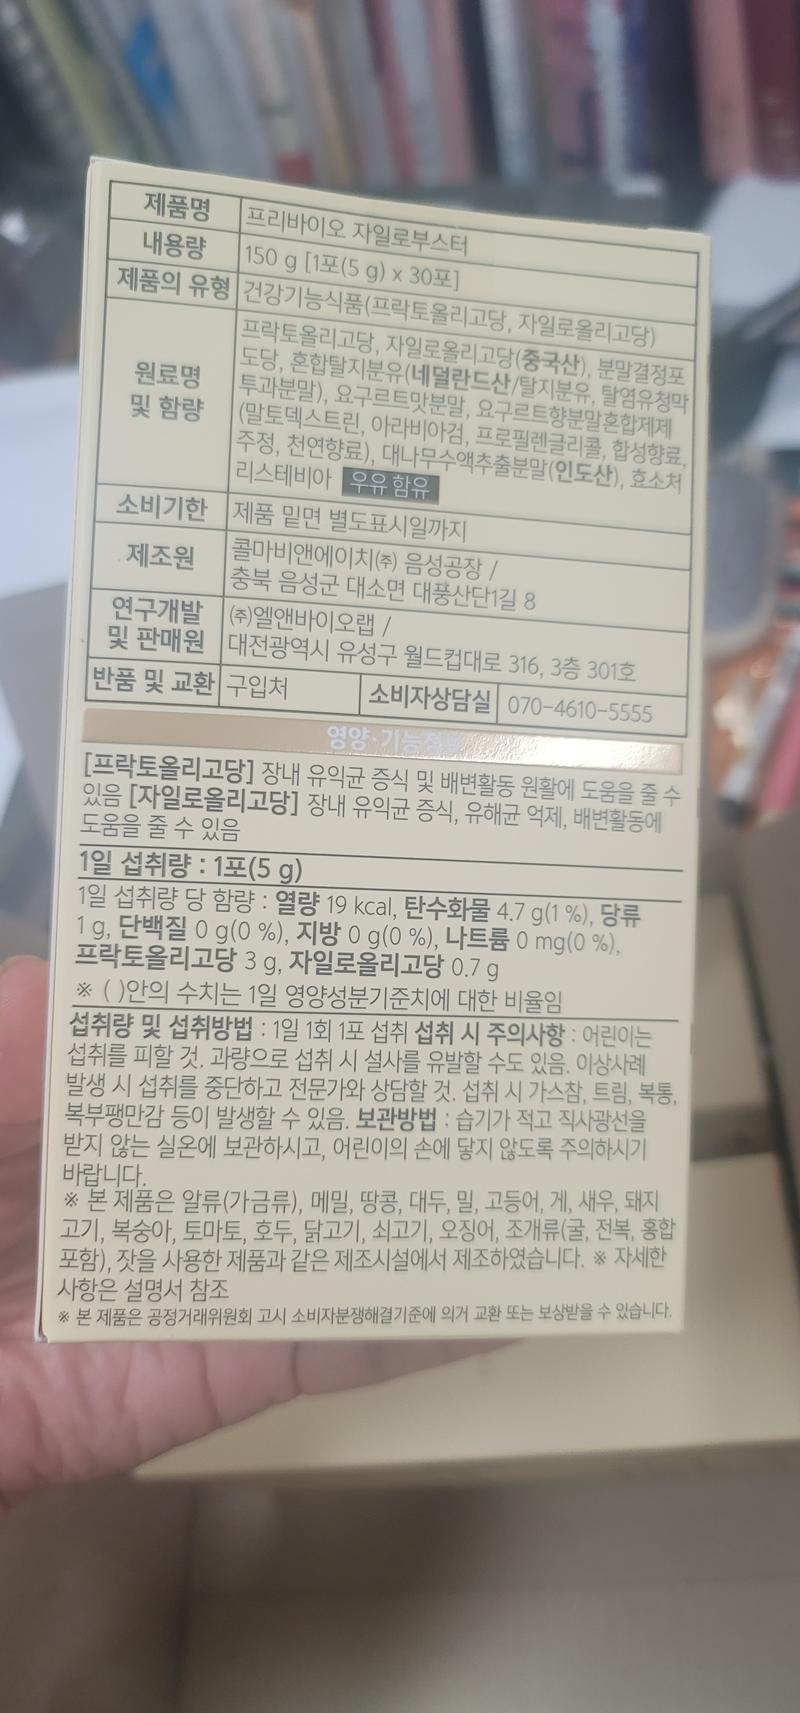 제품명 프리바이오 자일로부스터
내용량 150 g [1포(5 g) x 30포]
제품의 유형 건강기능식품(프락토올리고당, 자일로올리고당)
원료명 및 함량
프락토올리고당, 자일로올리고당(중국산), 분말결정포
도당, 혼합탈지분유(네덜란드산/탈지분유, 탈염유청막
투과분말), 요구르트맛분말, 요구르트향분말혼합제제
(말토덱스트린, 아라비아검, 프로필렌글리콜, 합성향료,
주정, 천연향료), 대나무수액추출분말(인도산), 효소처
리스테비아 우유 함유
소비기한 제품 밑면 별도표시일까지
제조원
콜마비앤에이치(주) 음성공장 /
충북 음성군 대소면 대풍산단1길 8
연구개발 및 판매원
(주)엘앤바이오랩 /
대전광역시 유성구 월드컵대로 316, 3층 301호
반품 및 교환 구입처 소비자상담실 070-4610-5555
영양·기능정보
[프락토올리고당] 장내 유익균 증식 및 배변활동 원활에 도움을 줄 수
있음 [자일로올리고당] 장내 유익균 증식, 유해균 억제, 배변활동에
도움을 줄 수 있음
1일 섭취량 : 1포(5 g)
1일 섭취량 당 함량 : 열량 19 kcal, 탄수화물 4.7 g(1 %), 당류
1 g, 단백질 0 g(0 %), 지방 0 g(0 %), 나트륨 0 mg(0 %),
프락토올리고당 3 g, 자일로올리고당 0.7 g
※ ( )안의 수치는 1일 영양성분기준치에 대한 비율임
섭취량 및 섭취방법 : 1일 1회 1포 섭취 섭취 시 주의사항 : 어린이는
섭취를 피할 것. 과량으로 섭취 시 설사를 유발할 수도 있음. 이상사례
발생 시 섭취를 중단하고 전문가와 상담할 것. 섭취 시 가스참, 트림, 복통,
복부팽만감 등이 발생할 수 있음. 보관방법 : 습기가 적고 직사광선을
받지 않는 실온에 보관하시고, 어린이의 손에 닿지 않도록 주의하시기
바랍니다.
※ 본 제품은 알류(가금류), 메밀, 땅콩, 대두, 밀, 고등어, 게, 새우, 돼지
고기, 복숭아, 토마토, 호두, 닭고기, 쇠고기, 오징어, 조개류(굴, 전복, 홍합
포함), 잣을 사용한 제품과 같은 제조시설에서 제조하였습니다. ※ 자세한
사항은 설명서 참조
※ 본 제품은 공정거래위원회 고시 소비자분쟁해결기준에 의거 교환 또는 보상받을 수 있습니다.